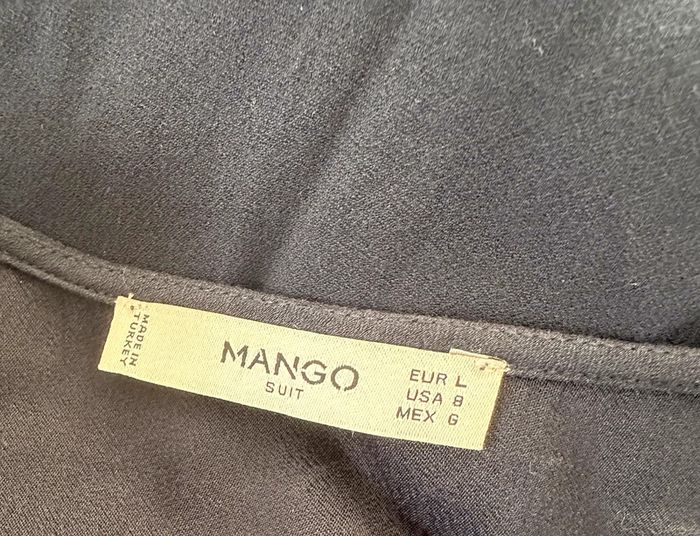 MADE IN
TURKEY
MANGO
SUIT
EUR L
USA 8
MEX G